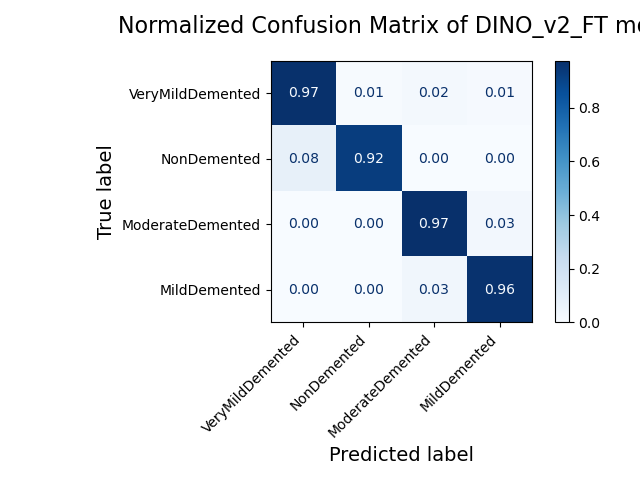 Normalized Confusion Matrix of DINO_v2_FT
True label
VeryMildDemented 0.97 0.01 0.02 0.01
NonDemented 0.08 0.92 0.00 0.00
ModerateDemented 0.00 0.00 0.97 0.03
MildDemented 0.00 0.00 0.03 0.96
VeryMildDemented
NonDemented
ModerateDemented
MildDemented
Predicted label
0.8
0.6
0.4
0.2
0.0